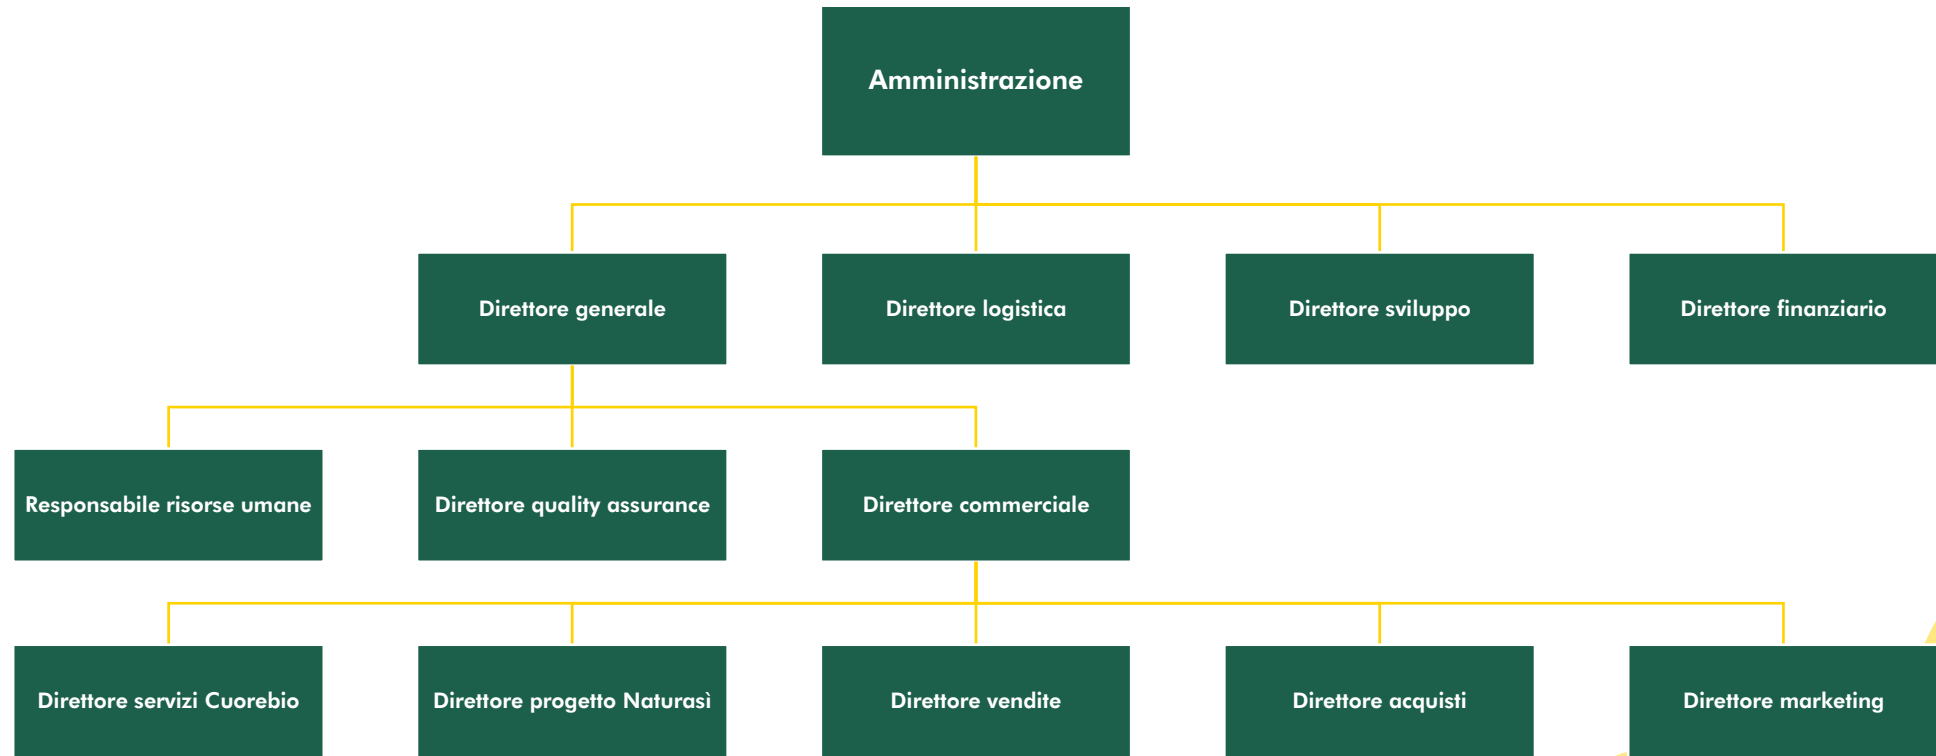 Amministrazione
Direttore generale
Direttore logistica
Direttore sviluppo
Direttore finanziario
Responsabile risorse umane
Direttore quality assurance
Direttore commerciale
Direttore servizi Cuorebio
Direttore progetto Naturasì
Direttore vendite
Direttore acquisti
Direttore marketing